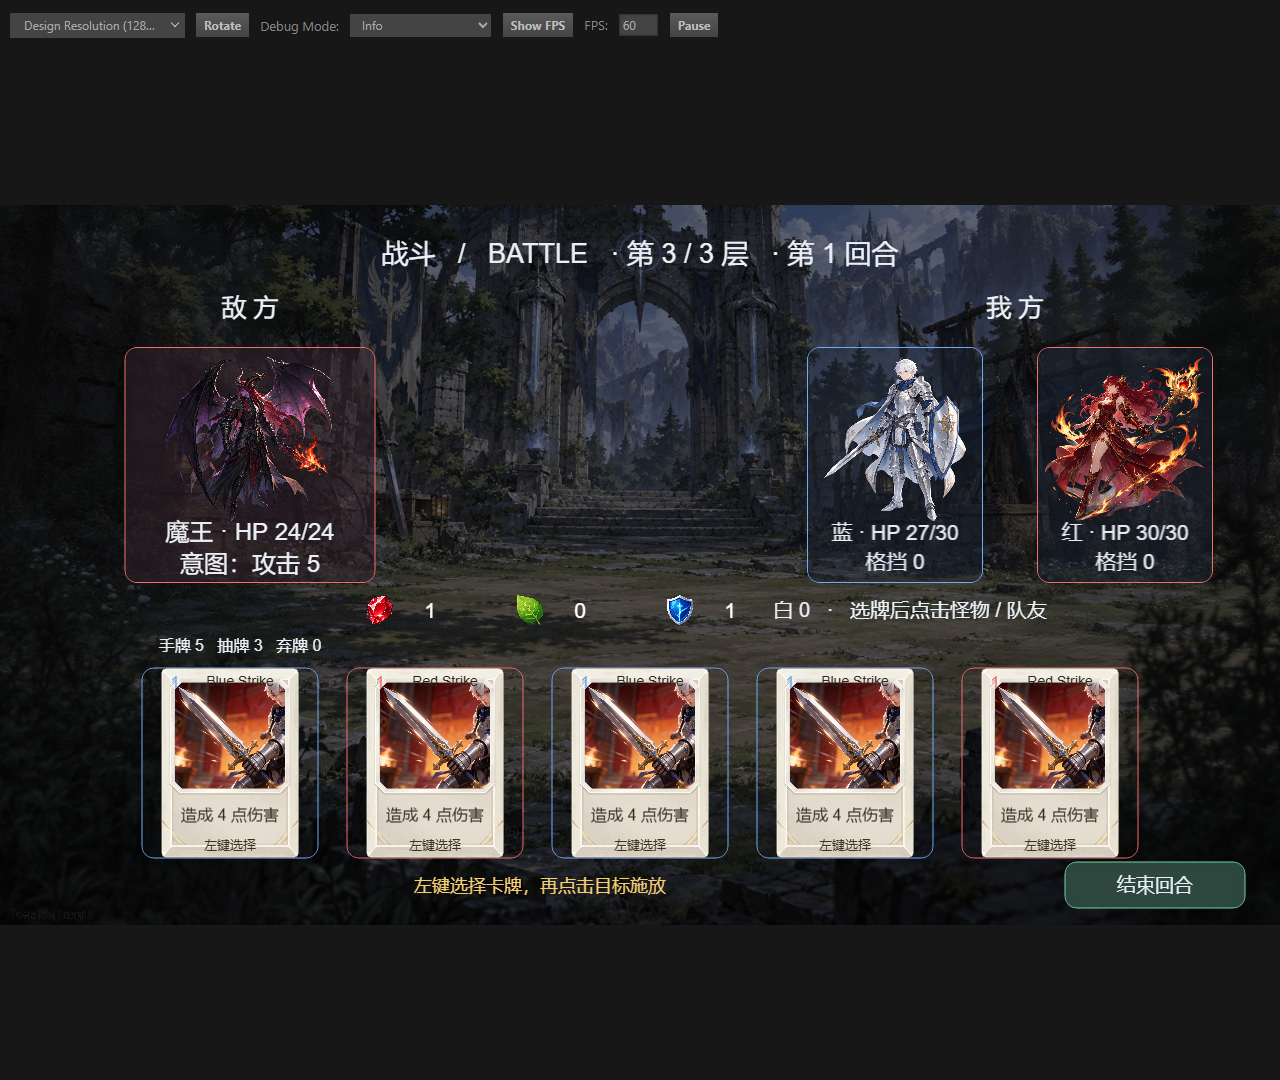 Design Resolution (128... Rotate Debug Mode: Info Show FPS FPS: 60 Pause
战斗 / BATTLE · 第 3 / 3 层 · 第 1 回合
敌 方
我 方
魔王 · HP 24/24
意图：攻击 5
蓝 · HP 27/30
格挡 0
红 · HP 30/30
格挡 0
1 0 1 白 0 · 选牌后点击怪物 / 队友
手牌 5 抽牌 3 弃牌 0
1 Blue Strike
造成 4 点伤害
左键选择
1 Red Strike
造成 4 点伤害
左键选择
1 Blue Strike
造成 4 点伤害
左键选择
1 Blue Strike
造成 4 点伤害
左键选择
1 Red Strike
造成 4 点伤害
左键选择
左键选择卡牌，再点击目标施放
结束回合